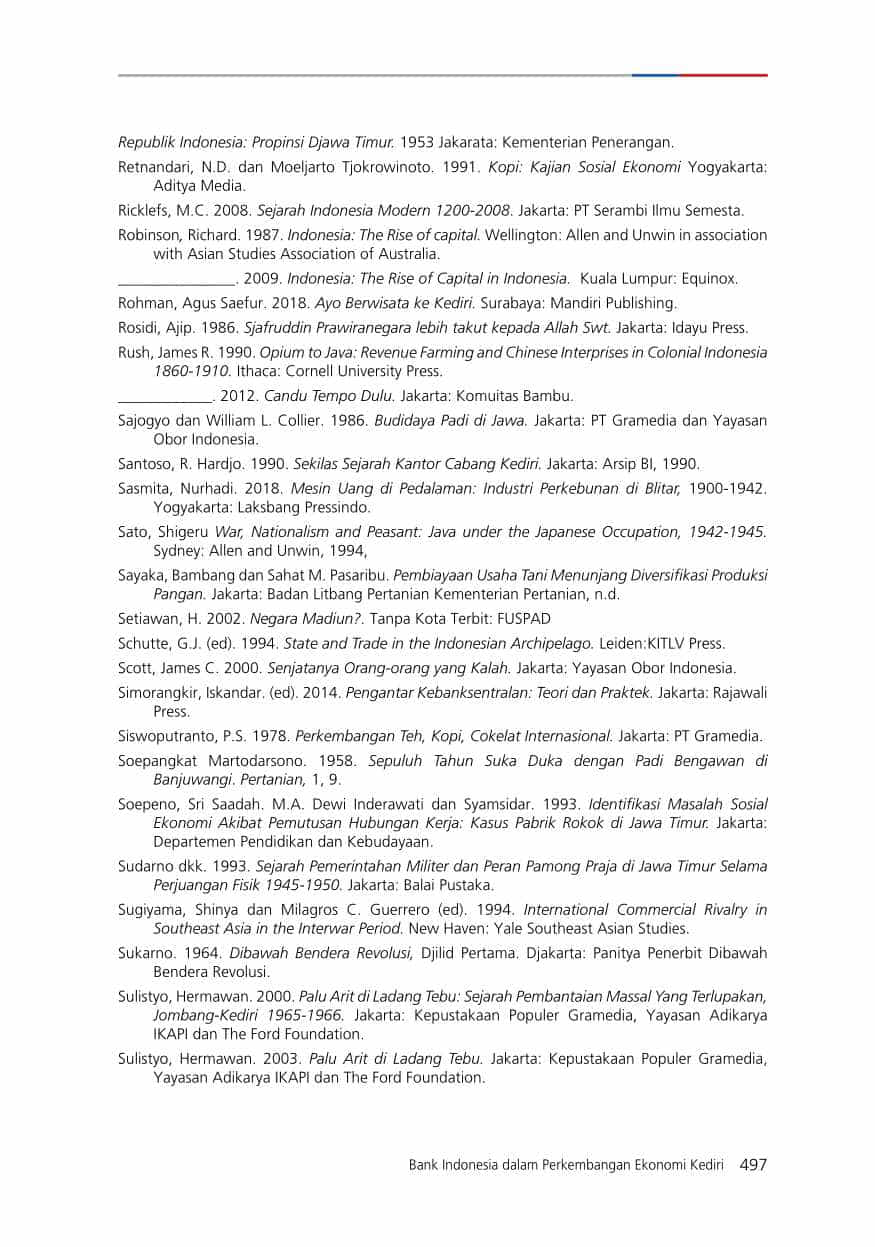 Republik Indonesia: Propinsi Djawa Timur. 1953 Jakarata: Kementerian Penerangan.
Retnandari, N.D. dan Moeljarto Tjokrowinoto. 1991. Kopi: Kajian Sosial Ekonomi Yogyakarta:
Aditya Media.
Ricklefs, M.C. 2008. Sejarah Indonesia Modern 1200-2008. Jakarta: PT Serambi Ilmu Semesta.
Robinson, Richard. 1987. Indonesia: The Rise of capital. Wellington: Allen and Unwin in association
with Asian Studies Association of Australia.
_______________. 2009. Indonesia: The Rise of Capital in Indonesia. Kuala Lumpur: Equinox.
Rohman, Agus Saefur. 2018. Ayo Berwisata ke Kediri. Surabaya: Mandiri Publishing.
Rosidi, Ajip. 1986. Sjafruddin Prawiranegara lebih takut kepada Allah Swt. Jakarta: Idayu Press.
Rush, James R. 1990. Opium to Java: Revenue Farming and Chinese Interprises in Colonial Indonesia
1860-1910. Ithaca: Cornell University Press.
____________. 2012. Candu Tempo Dulu. Jakarta: Komuitas Bambu.
Sajogyo dan William L. Collier. 1986. Budidaya Padi di Jawa. Jakarta: PT Gramedia dan Yayasan
Obor Indonesia.
Santoso, R. Hardjo. 1990. Sekilas Sejarah Kantor Cabang Kediri. Jakarta: Arsip BI, 1990.
Sasmita, Nurhadi. 2018. Mesin Uang di Pedalaman: Industri Perkebunan di Blitar, 1900-1942.
Yogyakarta: Laksbang Pressindo.
Sato, Shigeru War, Nationalism and Peasant: Java under the Japanese Occupation, 1942-1945.
Sydney: Allen and Unwin, 1994,
Sayaka, Bambang dan Sahat M. Pasaribu. Pembiayaan Usaha Tani Menunjang Diversifikasi Produksi
Pangan. Jakarta: Badan Litbang Pertanian Kementerian Pertanian, n.d.
Setiawan, H. 2002. Negara Madiun?. Tanpa Kota Terbit: FUSPAD
Schutte, G.J. (ed). 1994. State and Trade in the Indonesian Archipelago. Leiden:KITLV Press.
Scott, James C. 2000. Senjatanya Orang-orang yang Kalah. Jakarta: Yayasan Obor Indonesia.
Simorangkir, Iskandar. (ed). 2014. Pengantar Kebanksentralan: Teori dan Praktek. Jakarta: Rajawali
Press.
Siswoputranto, P.S. 1978. Perkembangan Teh, Kopi, Cokelat Internasional. Jakarta: PT Gramedia.
Soepangkat Martodarsono. 1958. Sepuluh Tahun Suka Duka dengan Padi Bengawan di
Banjuwangi. Pertanian, 1, 9.
Soepeno, Sri Saadah. M.A. Dewi Inderawati dan Syamsidar. 1993. Identifikasi Masalah Sosial
Ekonomi Akibat Pemutusan Hubungan Kerja: Kasus Pabrik Rokok di Jawa Timur. Jakarta:
Departemen Pendidikan dan Kebudayaan.
Sudarno dkk. 1993. Sejarah Pemerintahan Militer dan Peran Pamong Praja di Jawa Timur Selama
Perjuangan Fisik 1945-1950. Jakarta: Balai Pustaka.
Sugiyama, Shinya dan Milagros C. Guerrero (ed). 1994. International Commercial Rivalry in
Southeast Asia in the Interwar Period. New Haven: Yale Southeast Asian Studies.
Sukarno. 1964. Dibawah Bendera Revolusi, Djilid Pertama. Djakarta: Panitya Penerbit Dibawah
Bendera Revolusi.
Sulistyo, Hermawan. 2000. Palu Arit di Ladang Tebu: Sejarah Pembantaian Massal Yang Terlupakan,
Jombang-Kediri 1965-1966. Jakarta: Kepustakaan Populer Gramedia, Yayasan Adikarya
IKAPI dan The Ford Foundation.
Sulistyo, Hermawan. 2003. Palu Arit di Ladang Tebu. Jakarta: Kepustakaan Populer Gramedia,
Yayasan Adikarya IKAPI dan The Ford Foundation.
Bank Indonesia dalam Perkembangan Ekonomi Kediri 497